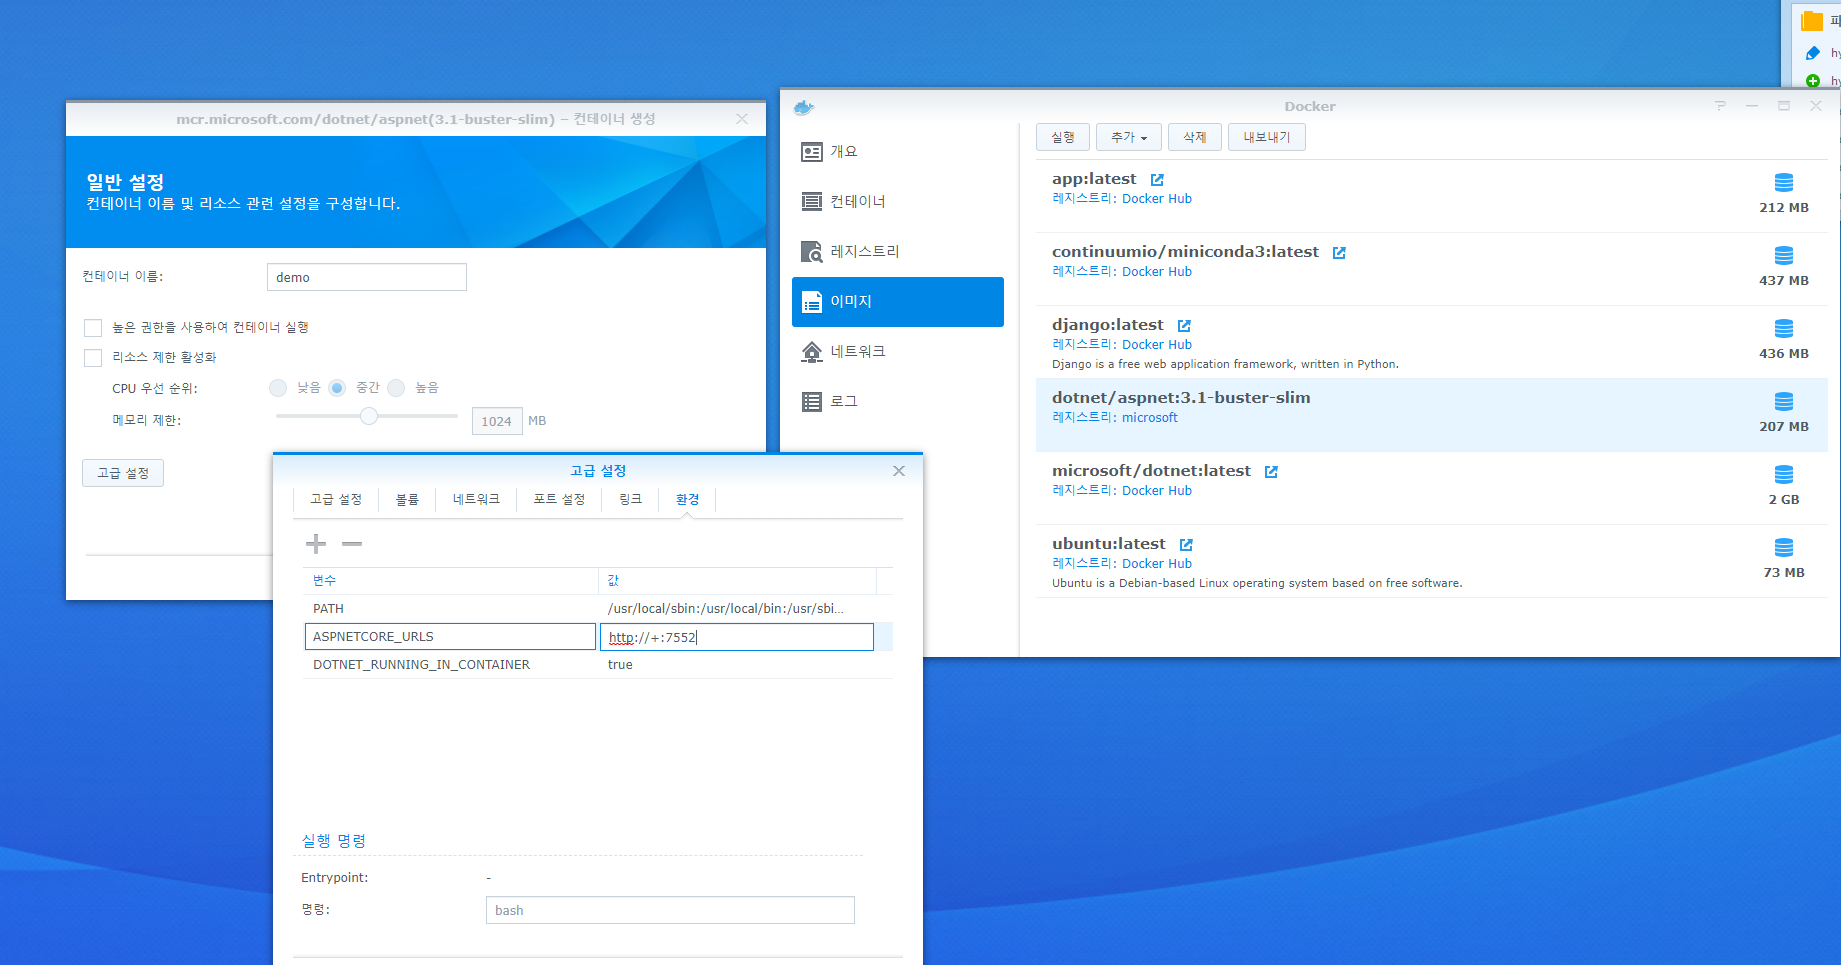 mcr.microsoft.com/dotnet/aspnet(3.1-buster-slim) – 컨테이너 생성
일반 설정
컨테이너 이름 및 리소스 관련 설정을 구성합니다.
컨테이너 이름:
demo
높은 권한을 사용하여 컨테이너 실행
리소스 제한 활성화
CPU 우선 순위:
낮음
중간
높음
메모리 제한:
1024
MB
고급 설정
고급 설정
고급 설정
볼륨
네트워크
포트 설정
링크
환경
변수
값
PATH
/usr/local/sbin:/usr/local/bin:/usr/sbi...
ASPNETCORE_URLS
http://+:7552
DOTNET_RUNNING_IN_CONTAINER
true
실행 명령
Entrypoint:
-
명령:
bash
Docker
개요
컨테이너
레지스트리
이미지
네트워크
로그
실행
추가
삭제
내보내기
app:latest
레지스트리: Docker Hub
212 MB
continuumio/miniconda3:latest
레지스트리: Docker Hub
437 MB
django:latest
레지스트리: Docker Hub
Django is a free web application framework, written in Python.
436 MB
dotnet/aspnet:3.1-buster-slim
레지스트리: microsoft
207 MB
microsoft/dotnet:latest
레지스트리: Docker Hub
2 GB
ubuntu:latest
레지스트리: Docker Hub
Ubuntu is a Debian-based Linux operating system based on free software.
73 MB